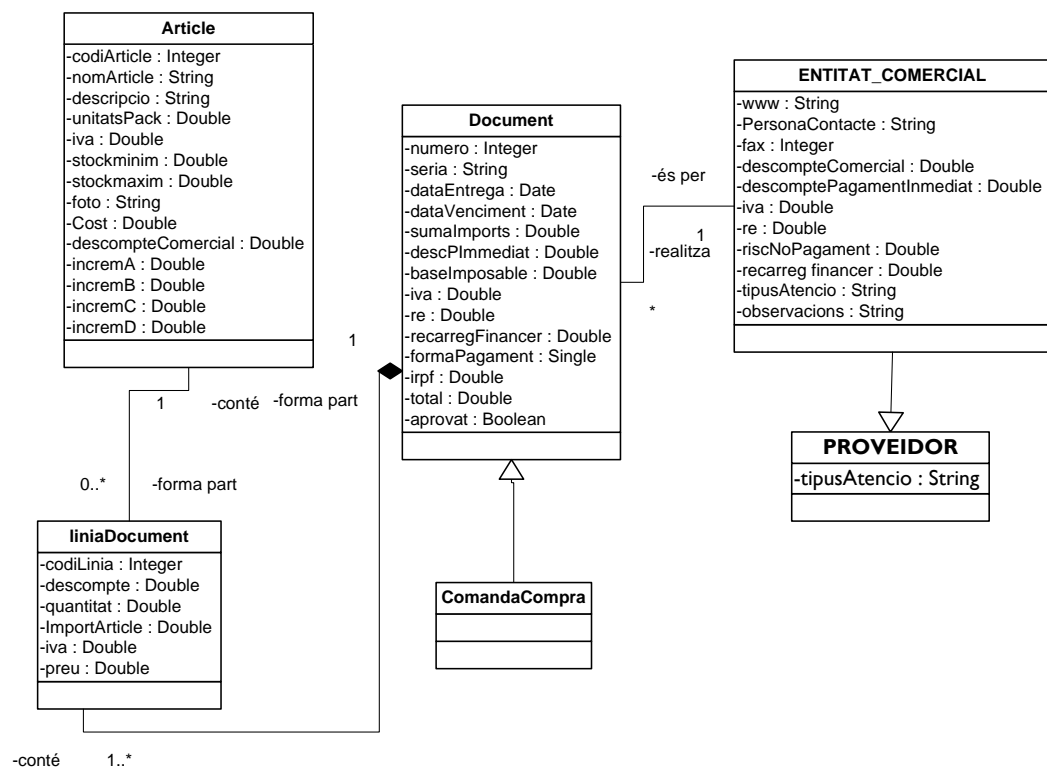 Article
-codiArticle : Integer
-nomArticle : String
-descripcio : String
-unitatsPack : Double
-iva : Double
-stockminim : Double
-stockmaxim : Double
-foto : String
-Cost : Double
-descompteComercial : Double
-incremA : Double
-incremB : Double
-incremC : Double
-incremD : Double
Document
-numero : Integer
-seria : String
-dataEntrega : Date
-dataVenciment : Date
-sumaImports : Double
-descPImmediat : Double
-baseImposable : Double
-iva : Double
-re : Double
-recarregFinancer : Double
-formaPagament : Single
-irpf : Double
-total : Double
-aprovat : Boolean
ENTITAT_COMERCIAL
-www : String
-PersonaContacte : String
-fax : Integer
-descompteComercial : Double
-descomptePagamentInmediat : Double
-iva : Double
-re : Double
-riscNoPagament : Double
-recarreg financer : Double
-tipusAtencio : String
-observacions : String
-és per
1
-realitza
*
1
1
-conté
-forma part
0..*
-forma part
PROVEIDOR
-tipusAtencio : String
liniaDocument
-codiLinia : Integer
-descompte : Double
-quantitat : Double
-ImportArticle : Double
-iva : Double
-preu : Double
ComandaCompra
-conté
1..*